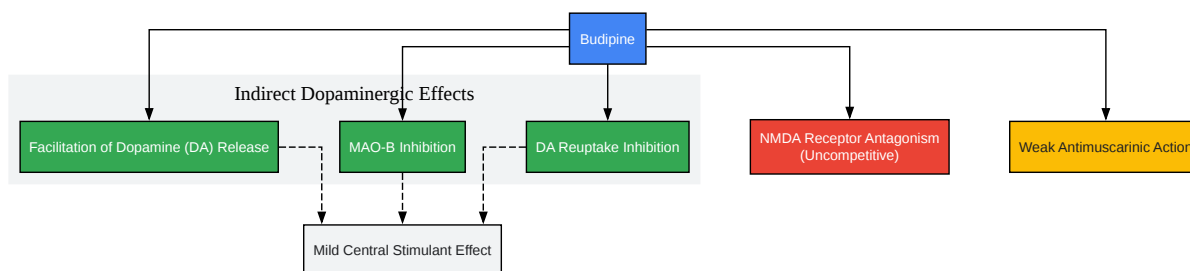 Budipine
Indirect Dopaminergic Effects
Facilitation of Dopamine (DA) Release
MAO-B Inhibition
DA Reuptake Inhibition
NMDA Receptor Antagonism
(Uncompetitive)
Weak Antimuscarinic Action
Mild Central Stimulant Effect